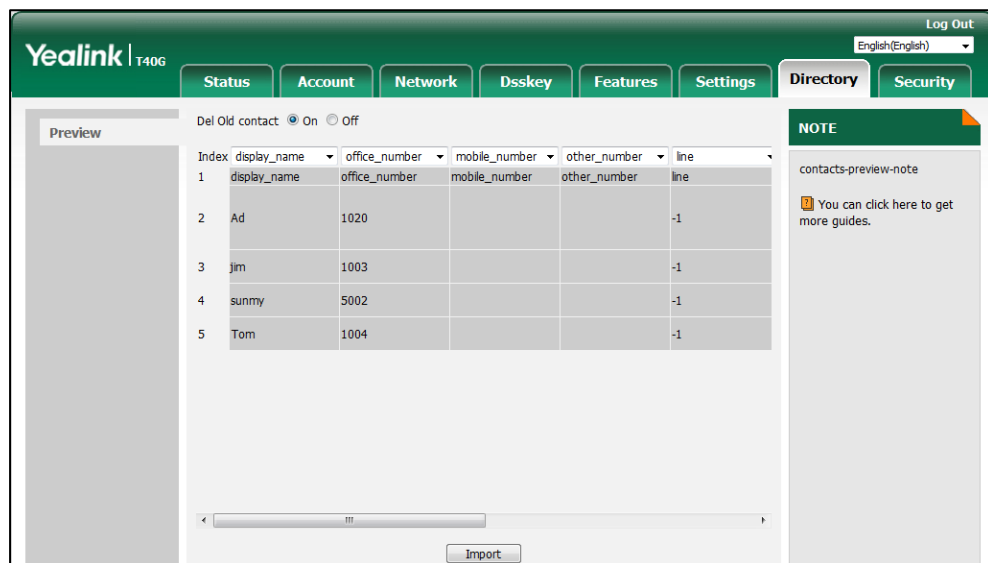 Log Out
Yealink T40G
English(English)
Status Account Network Dsskey Features Settings Directory Security
Preview
Del Old contact On Off
Index display_name office_number mobile_number other_number line
1 display_name office_number mobile_number other_number line
2 Ad 1020 -1
3 jim 1003 -1
4 sunmy 5002 -1
5 Tom 1004 -1
Import
NOTE
contacts-preview-note
? You can click here to get
more guides.